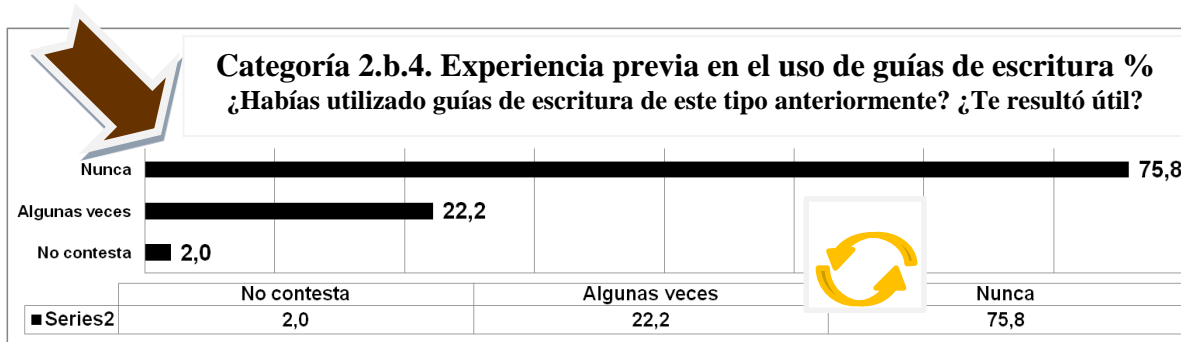 Categoría 2.b.4. Experiencia previa en el uso de guías de escritura %
¿Habías utilizado guías de escritura de este tipo anteriormente? ¿Te resultó útil?
Nunca 75,8
Algunas veces 22,2
No contesta 2,0
No contesta Algunas veces Nunca
Series2 2,0 22,2 75,8